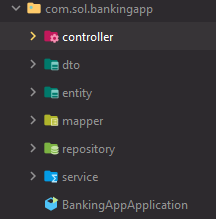 com.sol.bankingapp
controller
dto
entity
mapper
repository
service
BankingAppApplication